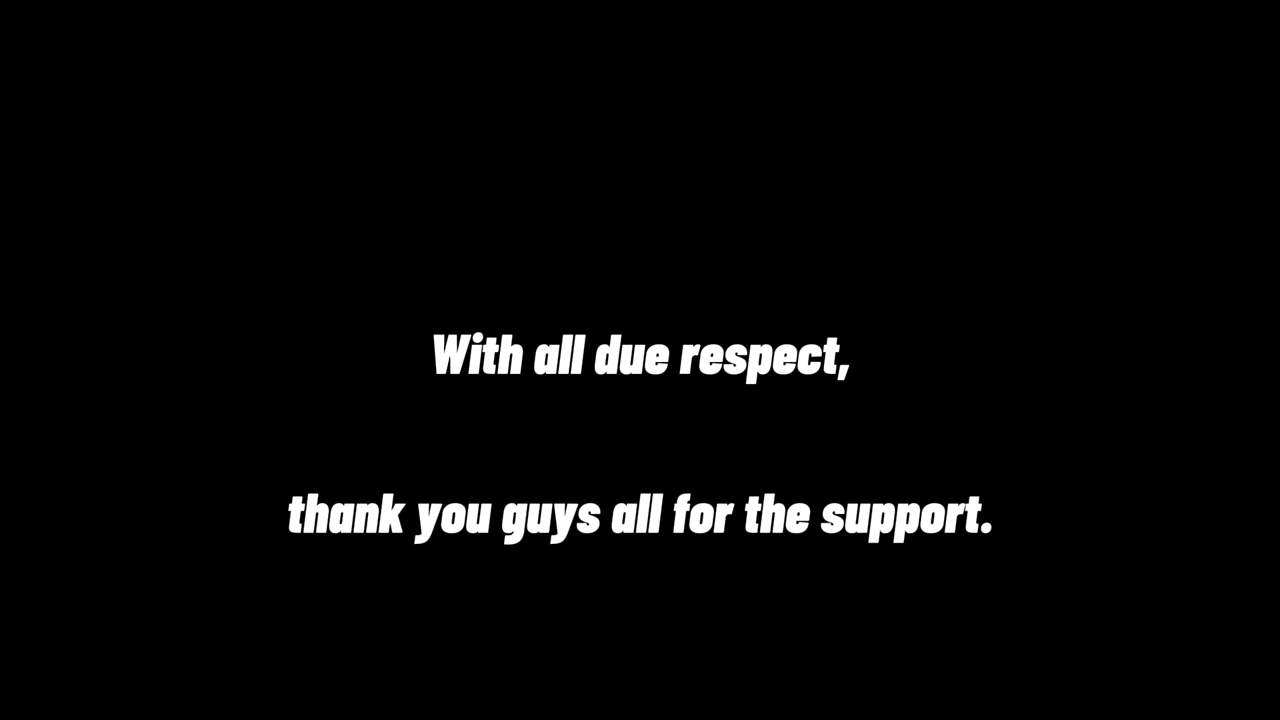 With all due respect,
thank you guys all for the support.